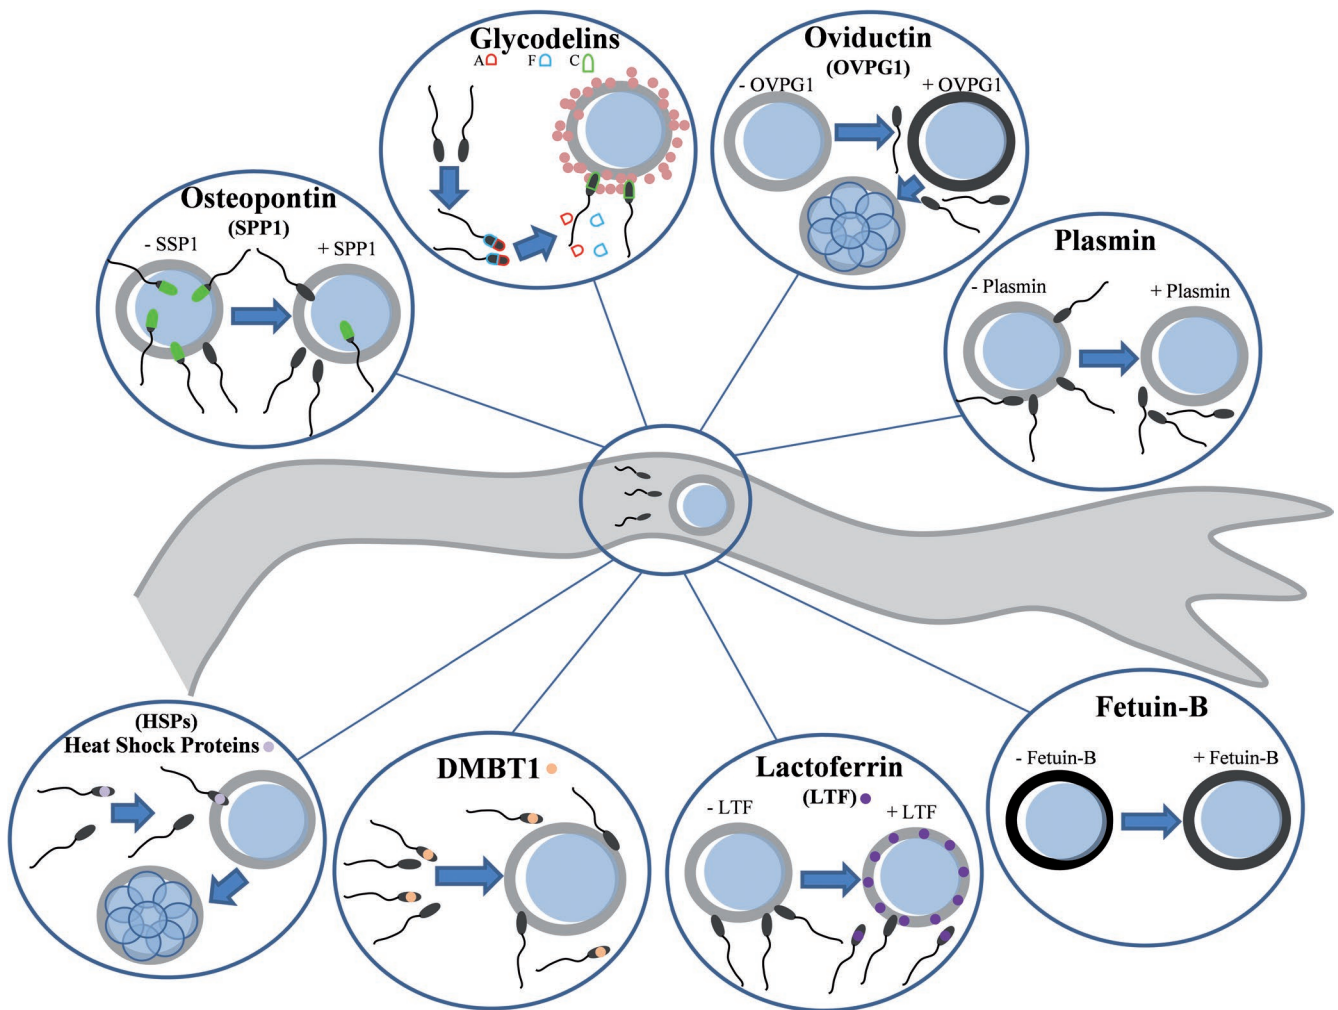 Glycodelins
A F C
Oviductin
(OVPG1)
- OVPG1 + OVPG1
Osteopontin
(SPP1)
- SSP1 + SPP1
Plasmin
- Plasmin + Plasmin
(HSPs)
Heat Shock Proteins
DMBT1
Lactoferrin
(LTF)
- LTF + LTF
Fetuin-B
- Fetuin-B + Fetuin-B